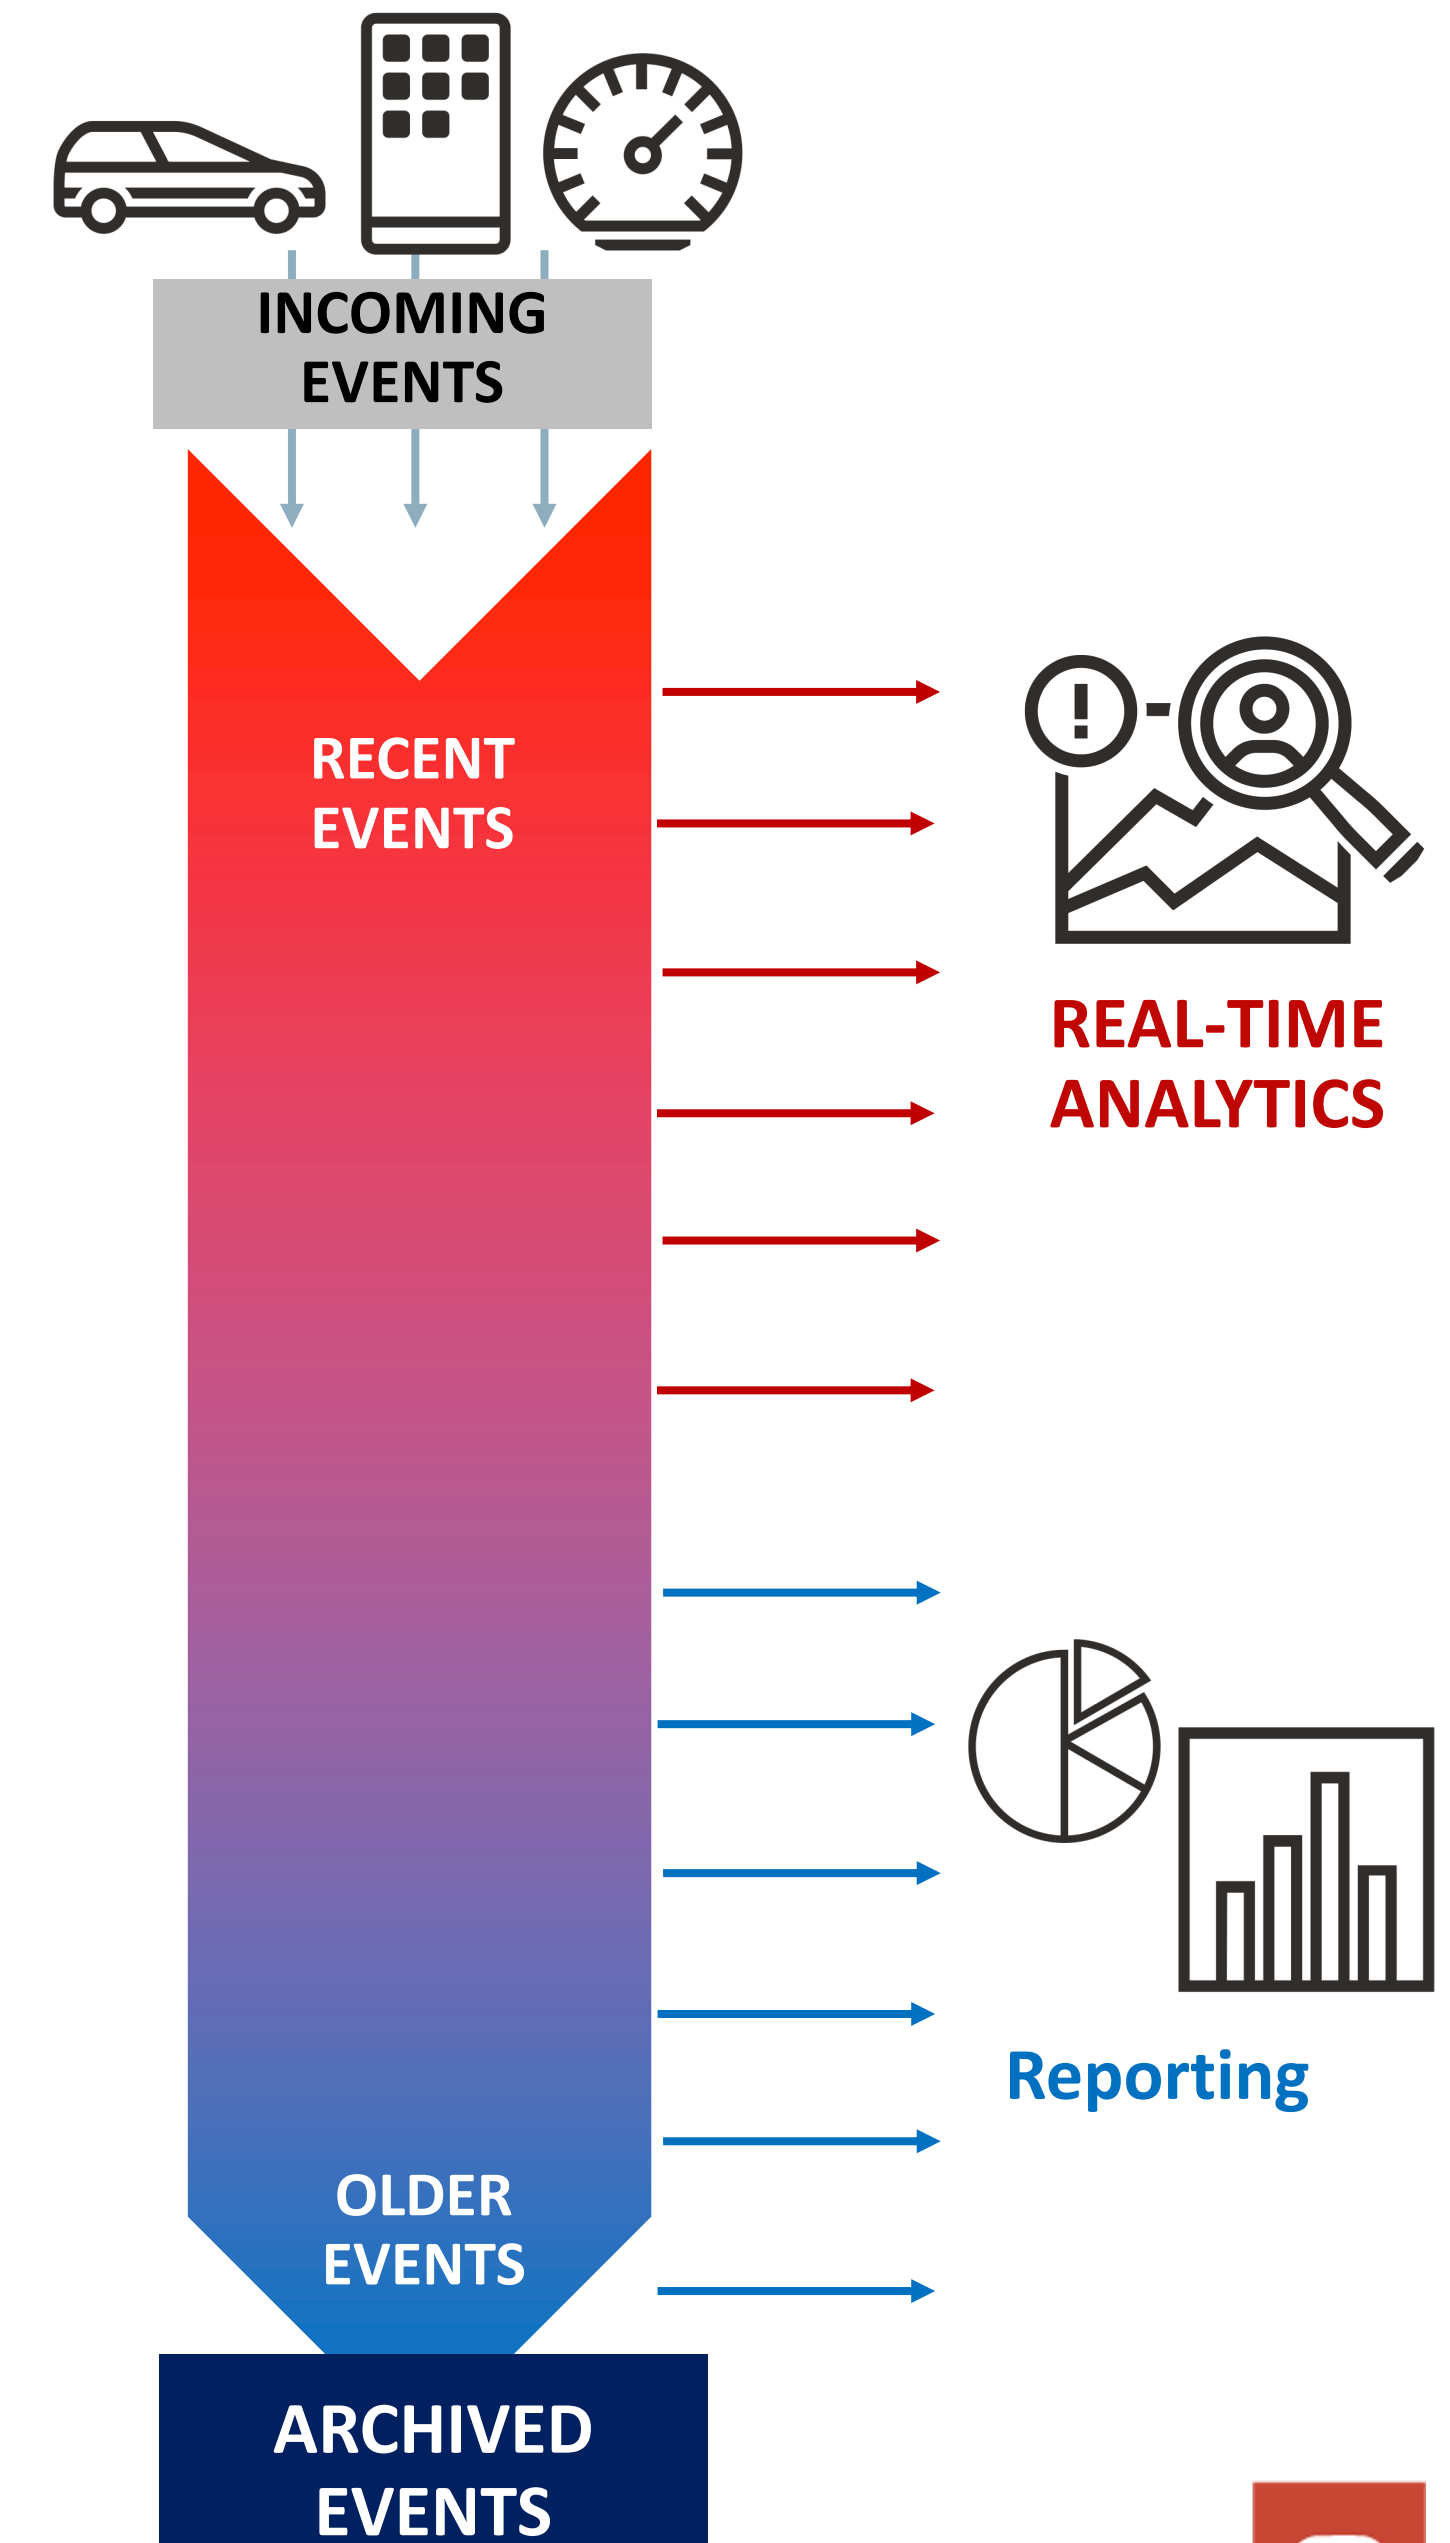 INCOMING
EVENTS
RECENT
EVENTS
REAL-TIME
ANALYTICS
Reporting
OLDER
EVENTS
ARCHIVED
EVENTS